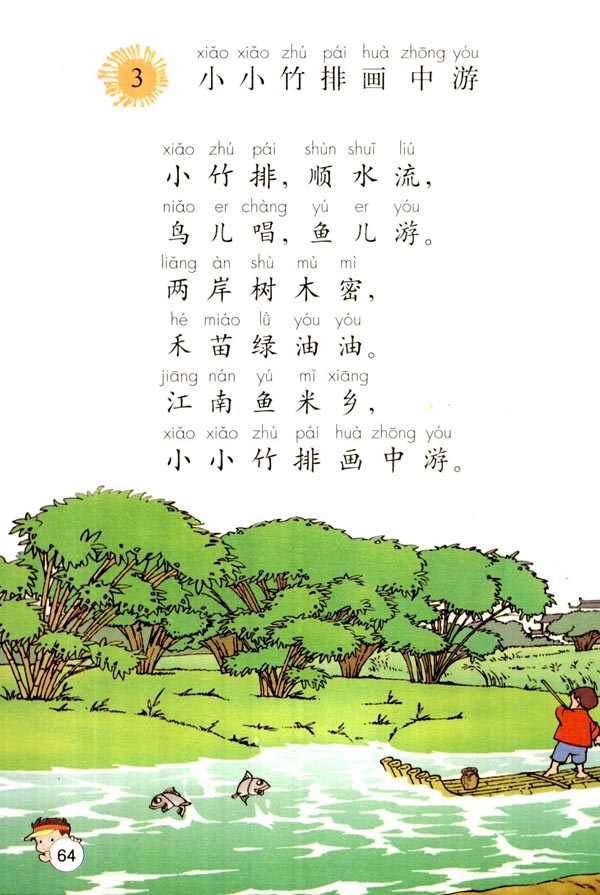 xiǎo xiǎo zhú pái huà zhōng yóu
3 小小竹排画中游
xiǎo zhú pái shùn shuǐ liú
小竹排，顺水流，
niǎo er chàng yú er yóu
鸟儿唱，鱼儿游。
liǎng àn shù mù mì
两岸树木密，
hé miáo lǜ yóu yóu
禾苗绿油油。
jiāng nán yú mǐ xiāng
江南鱼米乡，
xiǎo xiǎo zhú pái huà zhōng yóu
小小竹排画中游。
64